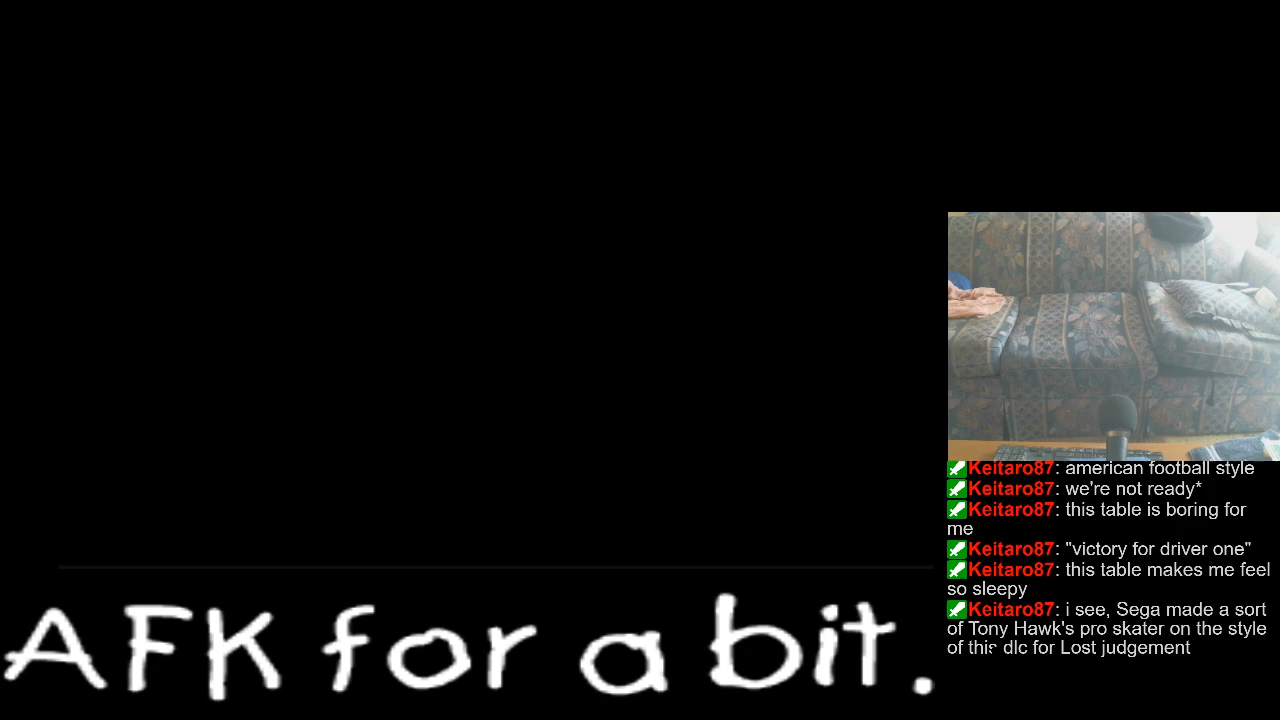 Keitaro87: american football style
Keitaro87: we're not ready*
Keitaro87: this table is boring for
me
Keitaro87: "victory for driver one"
Keitaro87: this table makes me feel
so sleepy
Keitaro87: i see, Sega made a sort
of Tony Hawk's pro skater on the style
of this dlc for Lost judgement
AFK for a bit.